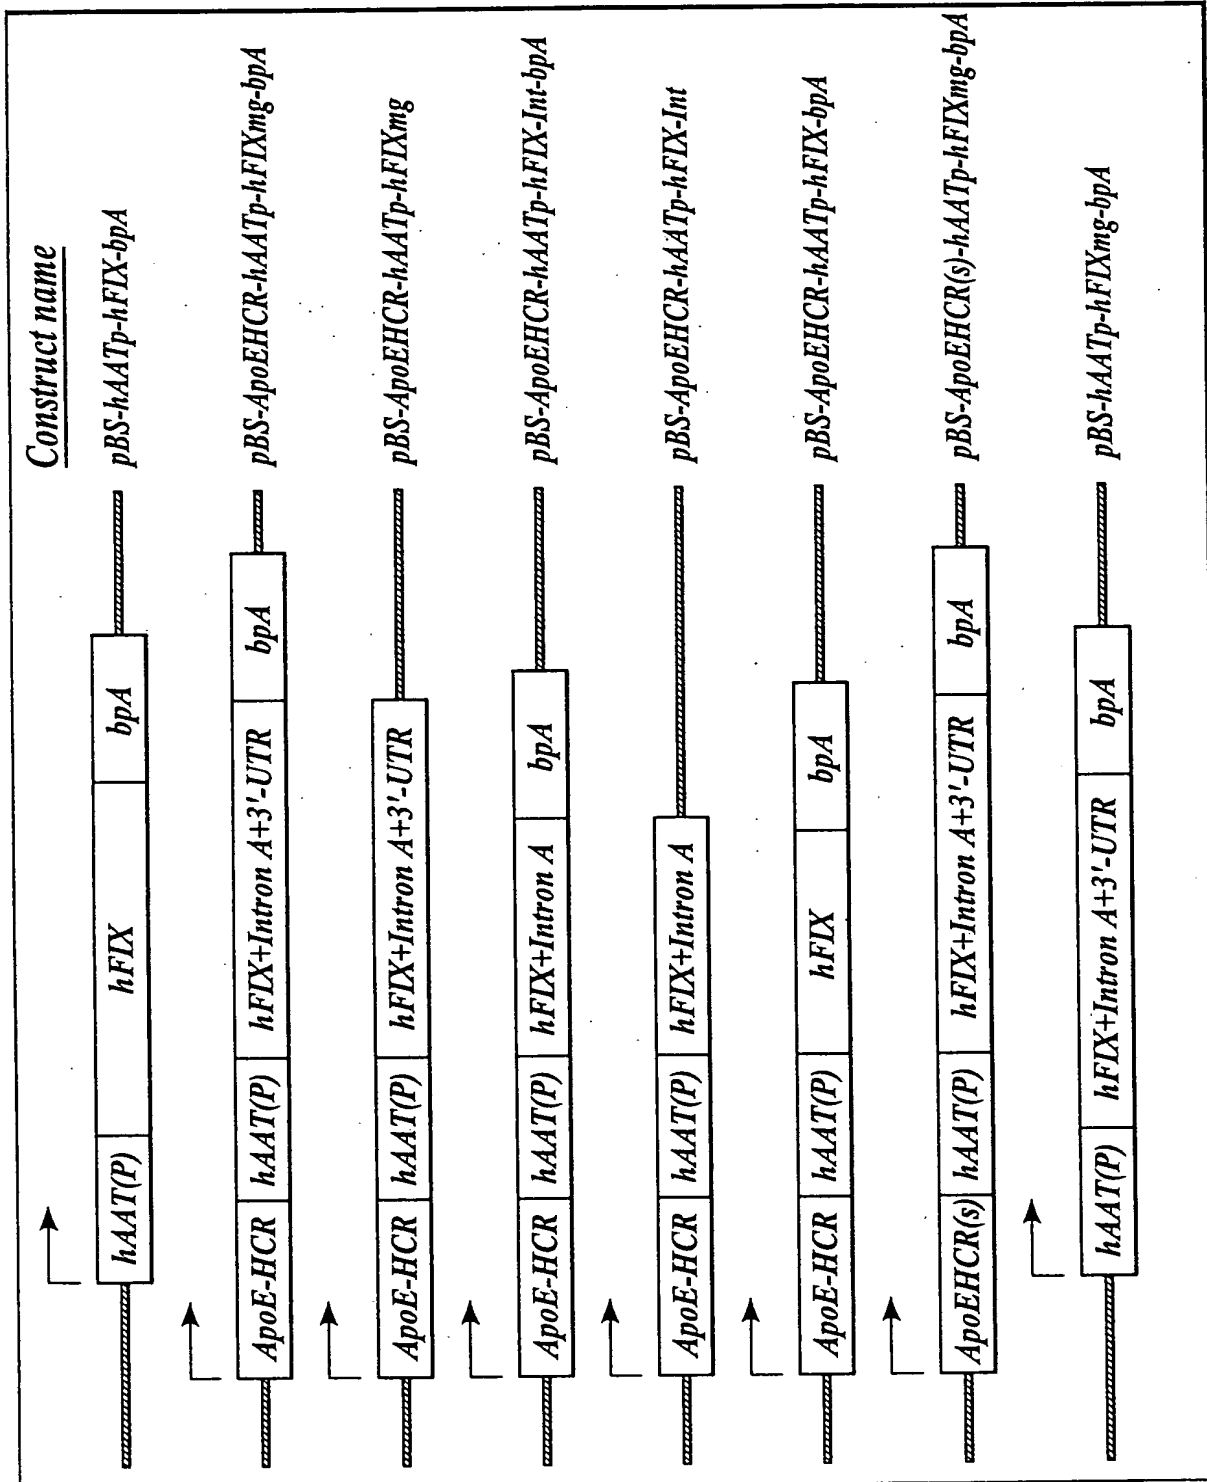 Construct name
hAAT(P) hFIX bpA pBS-hAATp-hFIX-bpA
ApoE-HCR hAAT(P) hFIX+Intron A+3'-UTR bpA pBS-ApoEHCR-hAATp-hFIXmg-bpA
ApoE-HCR hAAT(P) hFIX+Intron A+3'-UTR pBS-ApoEHCR-hAATp-hFIXmg
ApoE-HCR hAAT(P) hFIX+Intron A bpA pBS-ApoEHCR-hAATp-hFIX-Int-bpA
ApoE-HCR hAAT(P) hFIX+Intron A pBS-ApoEHCR-hAATp-hFIX-Int
ApoE-HCR hAAT(P) hFIX bpA pBS-ApoEHCR-hAATp-hFIX-bpA
ApoEHCR(s) hAAT(P) hFIX+Intron A+3'-UTR bpA pBS-ApoEHCR(s)-hAATp-hFIXmg-bpA
hAAT(P) hFIX+Intron A+3'-UTR bpA pBS-hAATp-hFIXmg-bpA